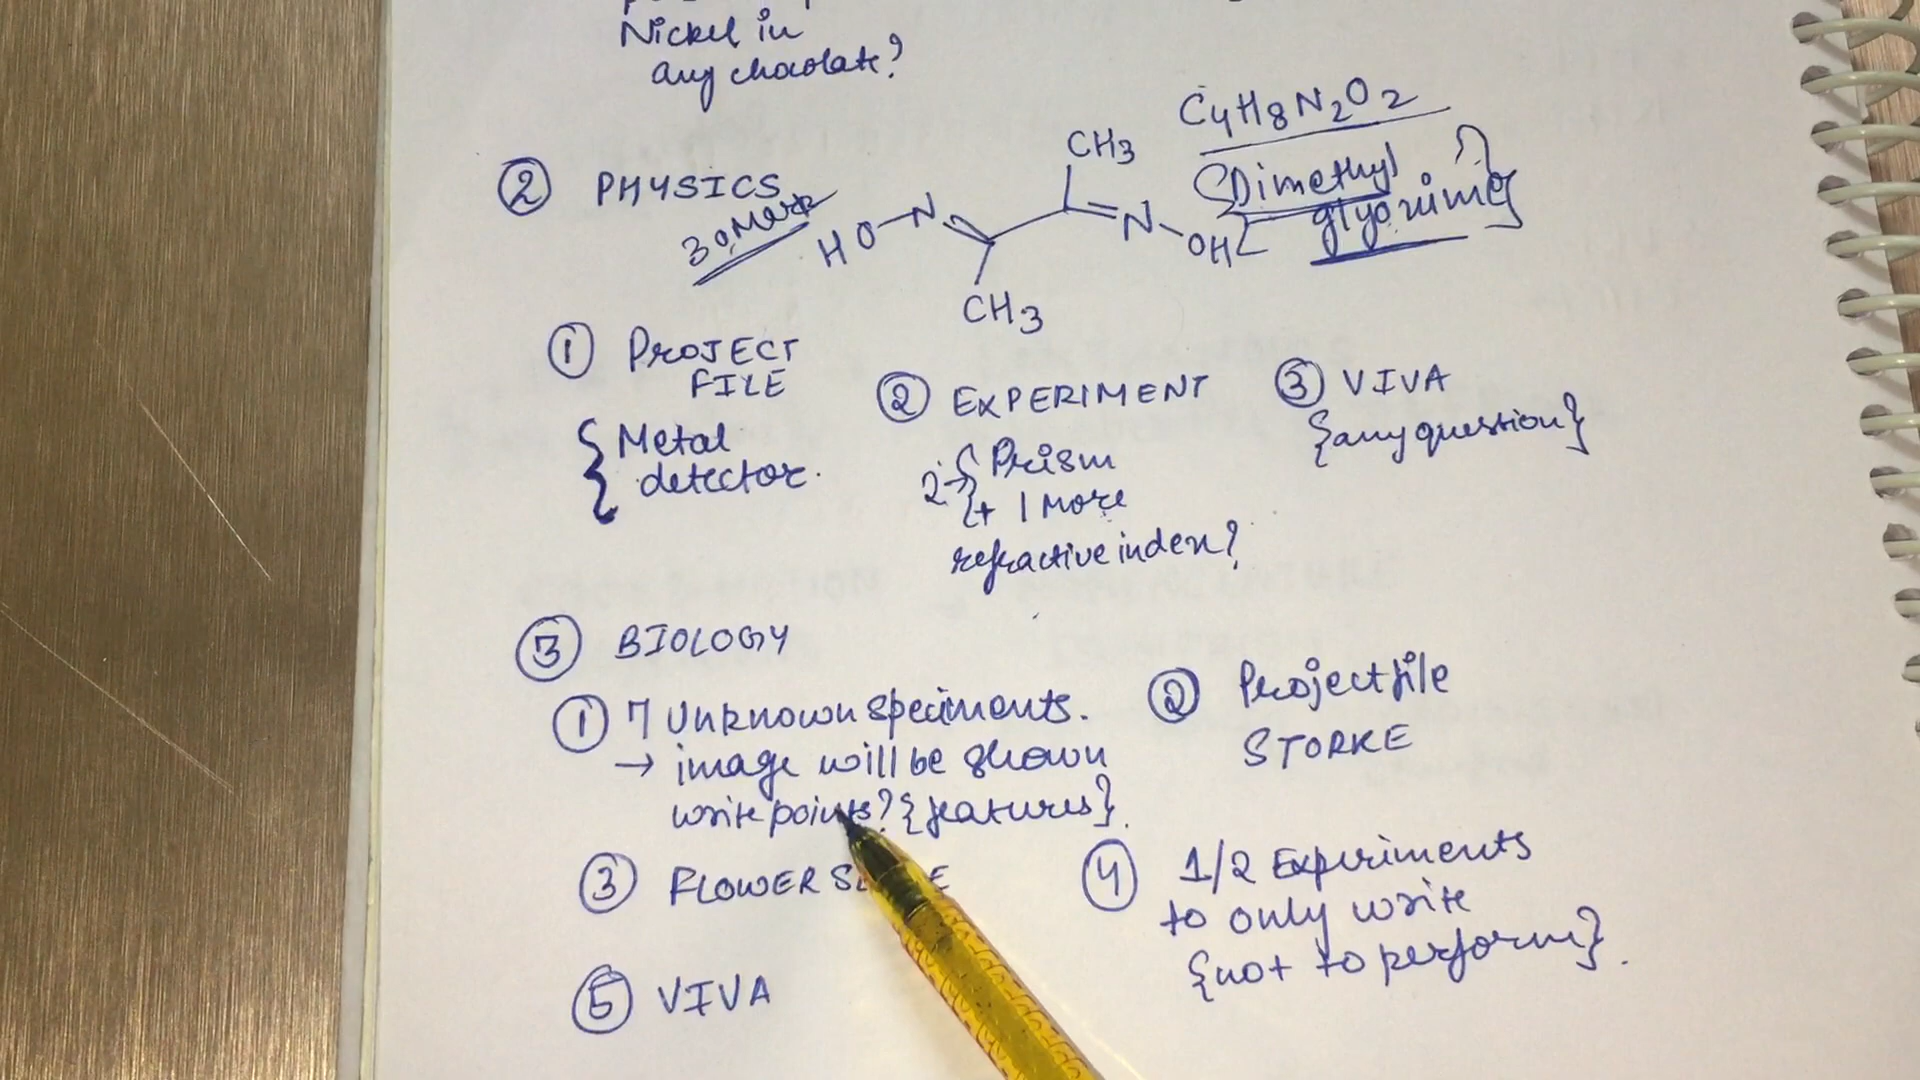 Nickel in
any chocolate?
C4H8N2O2
CH3
② PHYSICS
30 Marks
HO-N
N-OH
{Dimethyl
glyoxime}
CH3
① PROJECT
FILE
{Metal
detector.
② EXPERIMENT
2→{Prism
+ 1 more
refractive index?
③ VIVA
{any question}
③ BIOLOGY
① 7 Unknown speciments.
→ image will be shown
write points? {features}.
② Project file
STORKE
③ FLOWER
④ 1/2 Experiments
to only write
{not to perform}.
⑤ VIVA